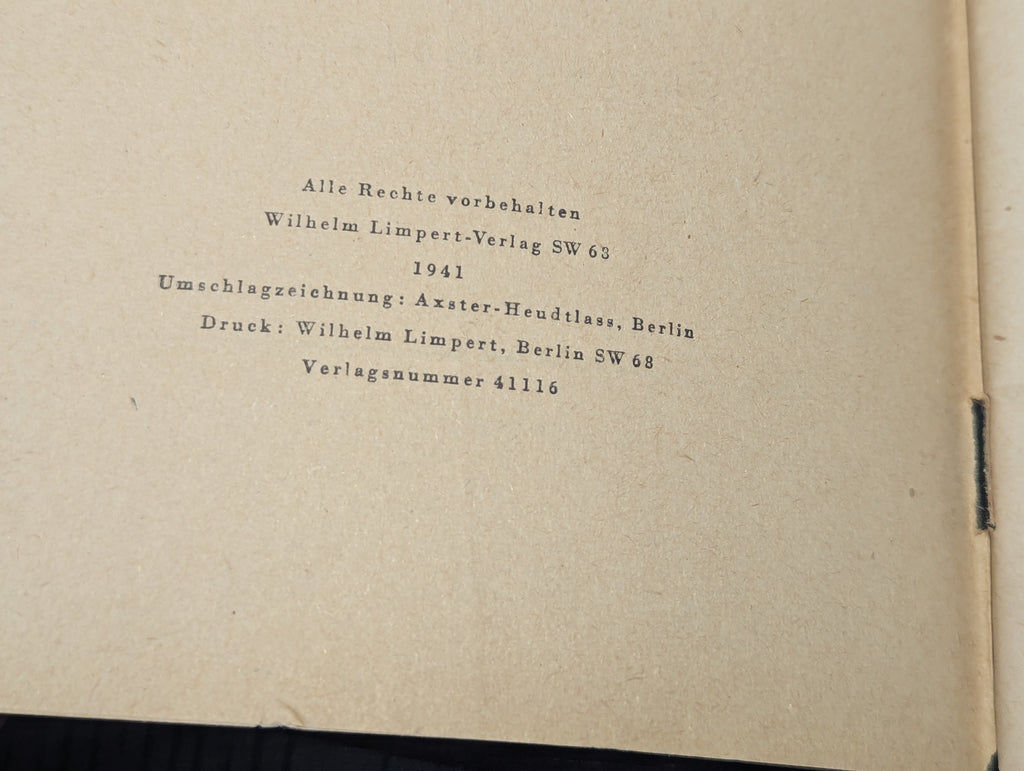 Alle Rechte vorbehalten
Wilhelm Limpert-Verlag SW 68
1941
Umschlagzeichnung: Axster-Heudtlass, Berlin
Druck: Wilhelm Limpert, Berlin SW 68
Verlagsnummer 41116